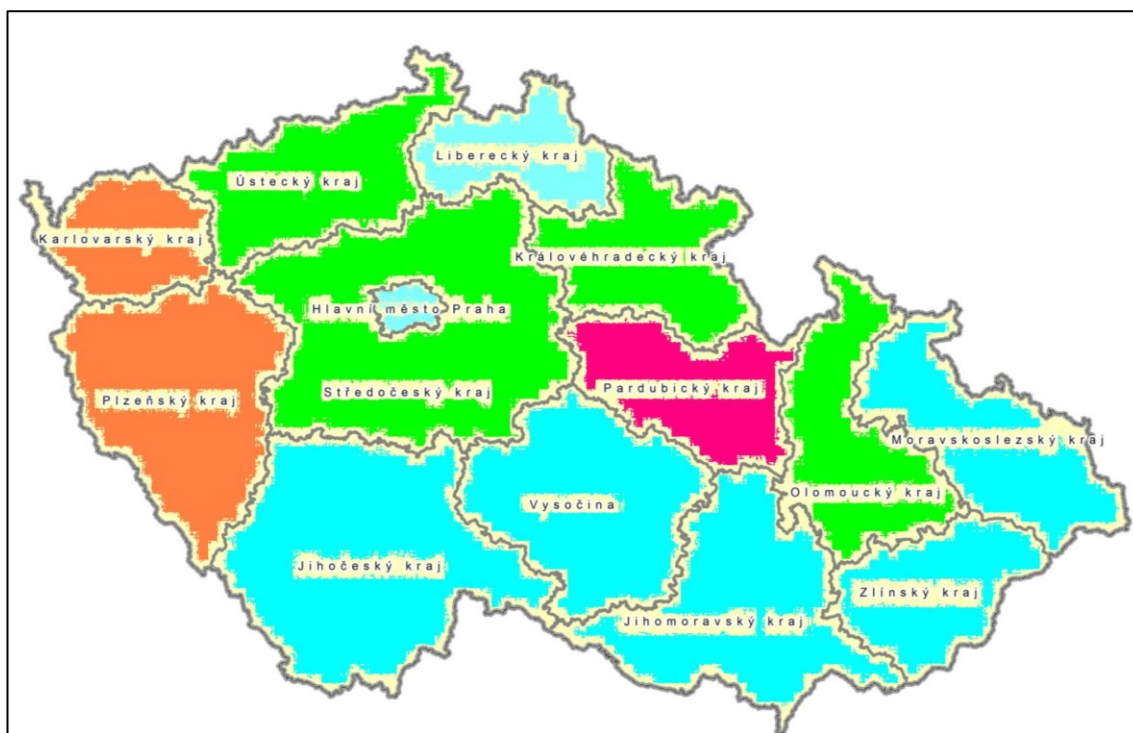 Liberecký kraj
Ústecký kraj
Karlovarský kraj
Královéhradecký kraj
Hlavní město Praha
Pardubický kraj
Středočeský kraj
Plzeňský kraj
Moravskoslezský kraj
Olomoucký kraj
Vysočina
Jihočeský kraj
Zlínský kraj
Jihomoravský kraj